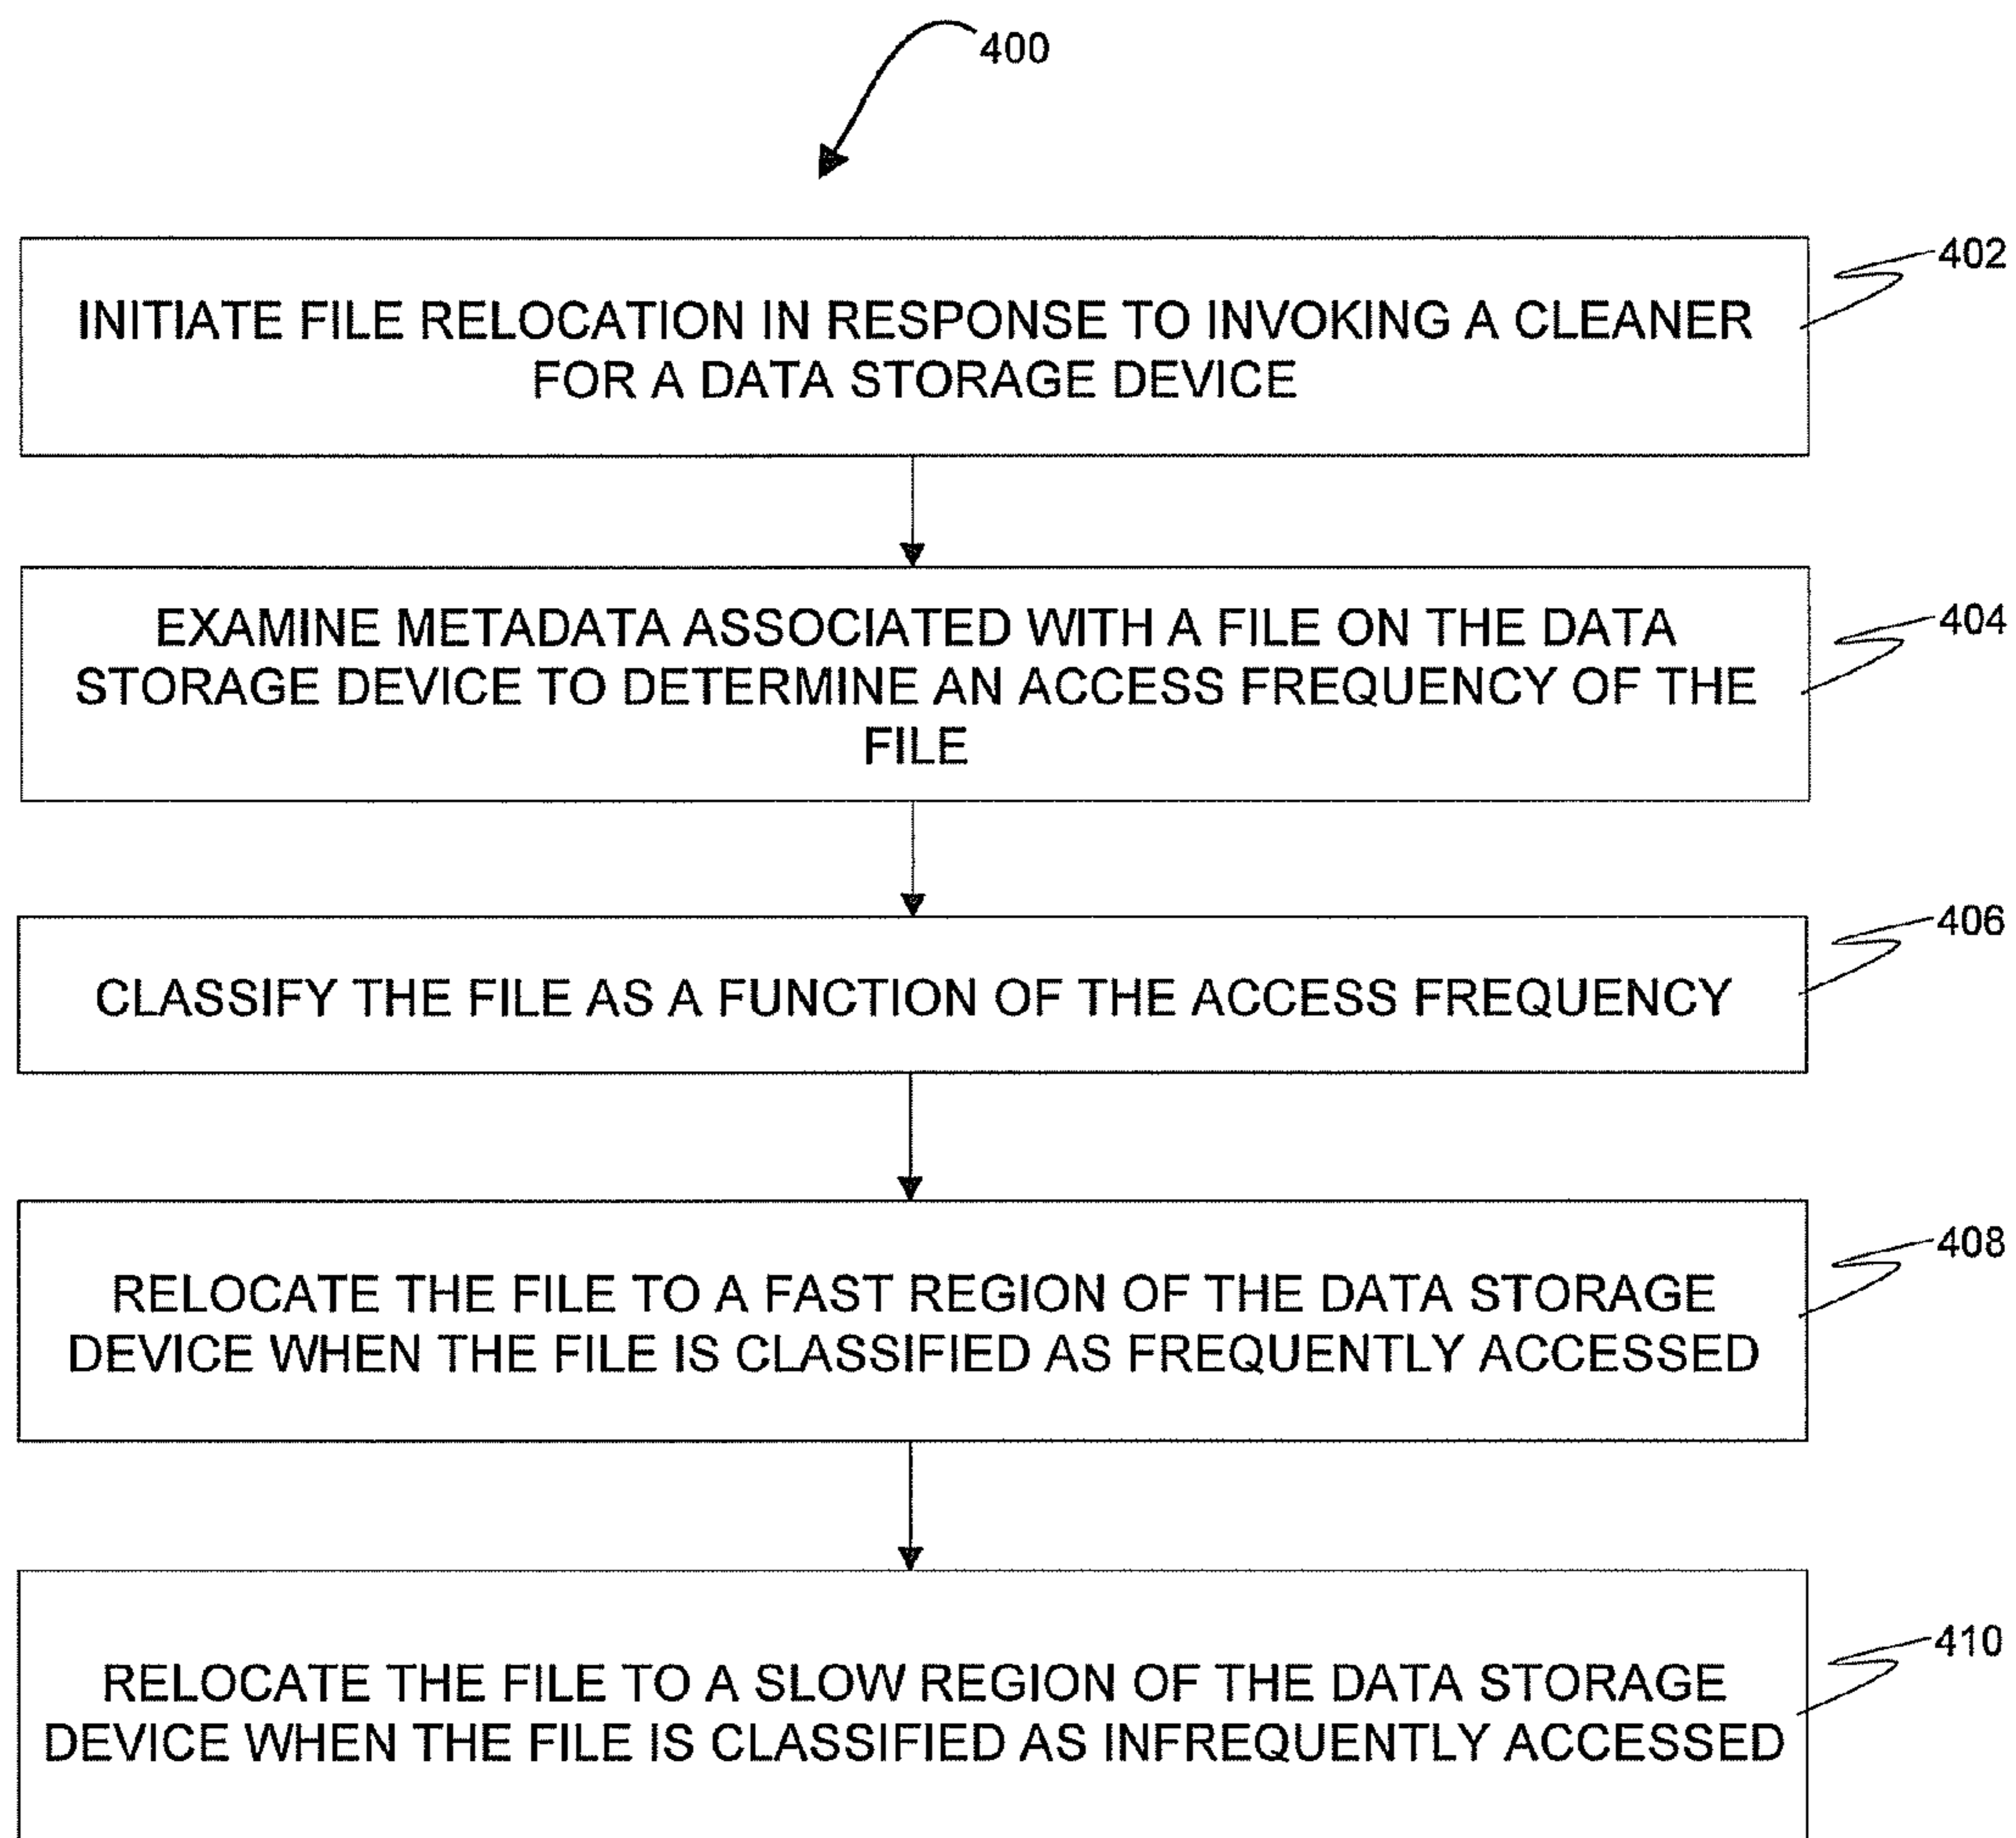 400
402
INITIATE FILE RELOCATION IN RESPONSE TO INVOKING A CLEANER
FOR A DATA STORAGE DEVICE
404
EXAMINE METADATA ASSOCIATED WITH A FILE ON THE DATA
STORAGE DEVICE TO DETERMINE AN ACCESS FREQUENCY OF THE
FILE
406
CLASSIFY THE FILE AS A FUNCTION OF THE ACCESS FREQUENCY
408
RELOCATE THE FILE TO A FAST REGION OF THE DATA STORAGE
DEVICE WHEN THE FILE IS CLASSIFIED AS FREQUENTLY ACCESSED
410
RELOCATE THE FILE TO A SLOW REGION OF THE DATA STORAGE
DEVICE WHEN THE FILE IS CLASSIFIED AS INFREQUENTLY ACCESSED